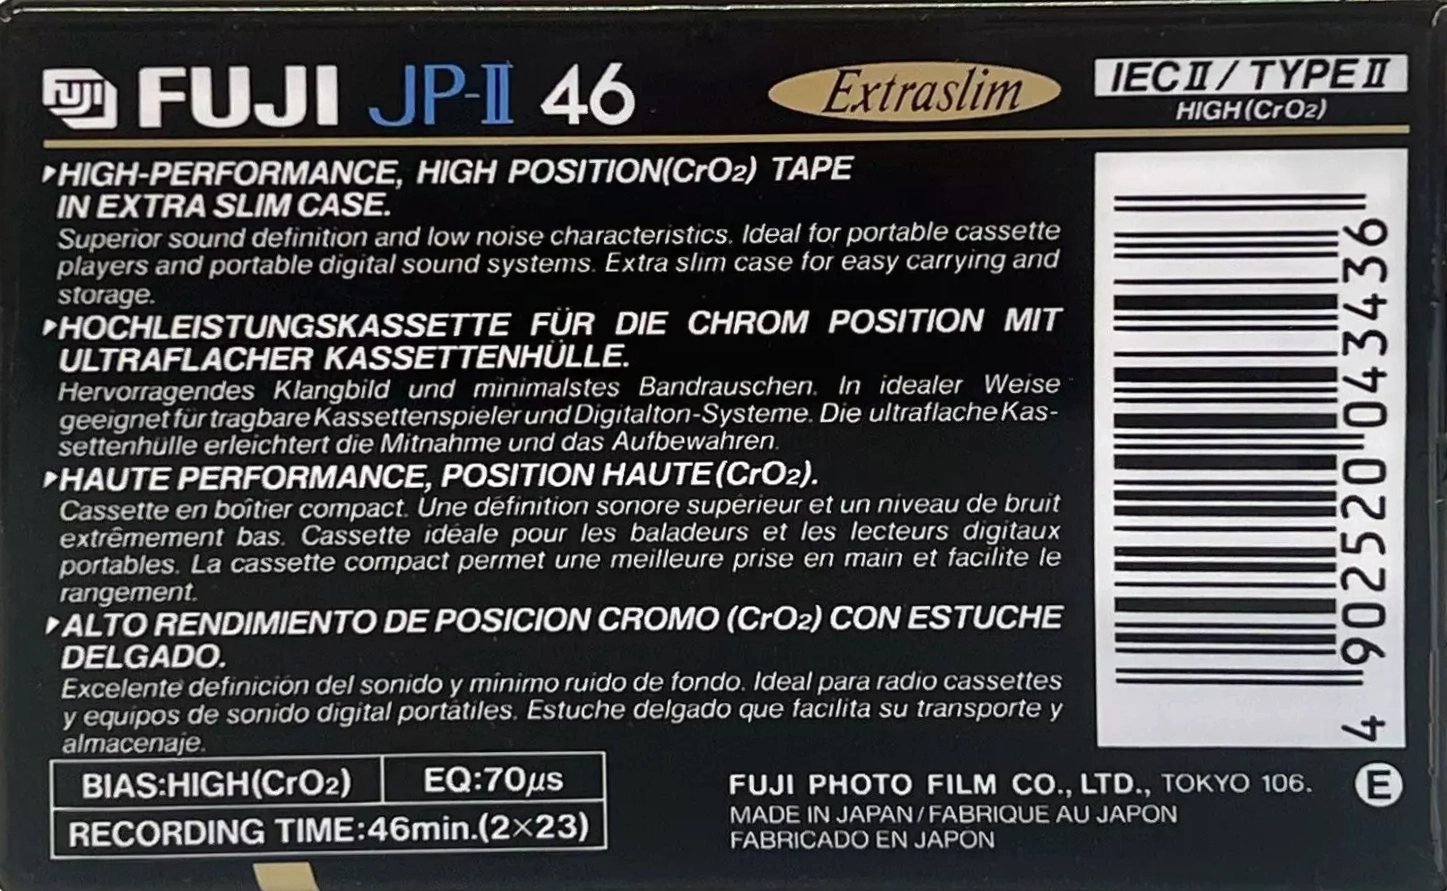 FUJI FUJI JP-II 46 Extraslim IECII/TYPEII
HIGH(CrO2)
▶HIGH-PERFORMANCE, HIGH POSITION(CrO2) TAPE
IN EXTRA SLIM CASE.
Superior sound definition and low noise characteristics. Ideal for portable cassette
players and portable digital sound systems. Extra slim case for easy carrying and
storage.
▶HOCHLEISTUNGSKASSETTE FÜR DIE CHROM POSITION MIT
ULTRAFLACHER KASSETTENHÜLLE.
Hervorragendes Klangbild und minimalstes Bandrauschen. In idealer Weise
geeignet für tragbare Kassettenspieler und Digitalton-Systeme. Die ultraflache Kas-
settenhülle erleichtert die Mitnahme und das Aufbewahren.
▶HAUTE PERFORMANCE, POSITION HAUTE(CrO2).
Cassette en boîtier compact. Une définition sonore supérieur et un niveau de bruit
extrêmement bas. Cassette idéale pour les baladeurs et les lecteurs digitaux
portables. La cassette compact permet une meilleure prise en main et facilite le
rangement.
▶ALTO RENDIMIENTO DE POSICION CROMO (CrO2) CON ESTUCHE
DELGADO.
Excelente definición del sonido y mínimo ruido de fondo. Ideal para radio cassettes
y equipos de sonido digital portátiles. Estuche delgado que facilita su transporte y
almacenaje.
4 902520 043436
BIAS:HIGH(CrO2) EQ:70μs
RECORDING TIME:46min.(2×23)
FUJI PHOTO FILM CO., LTD., TOKYO 106. E
MADE IN JAPAN/FABRIQUE AU JAPON
FABRICADO EN JAPÓN